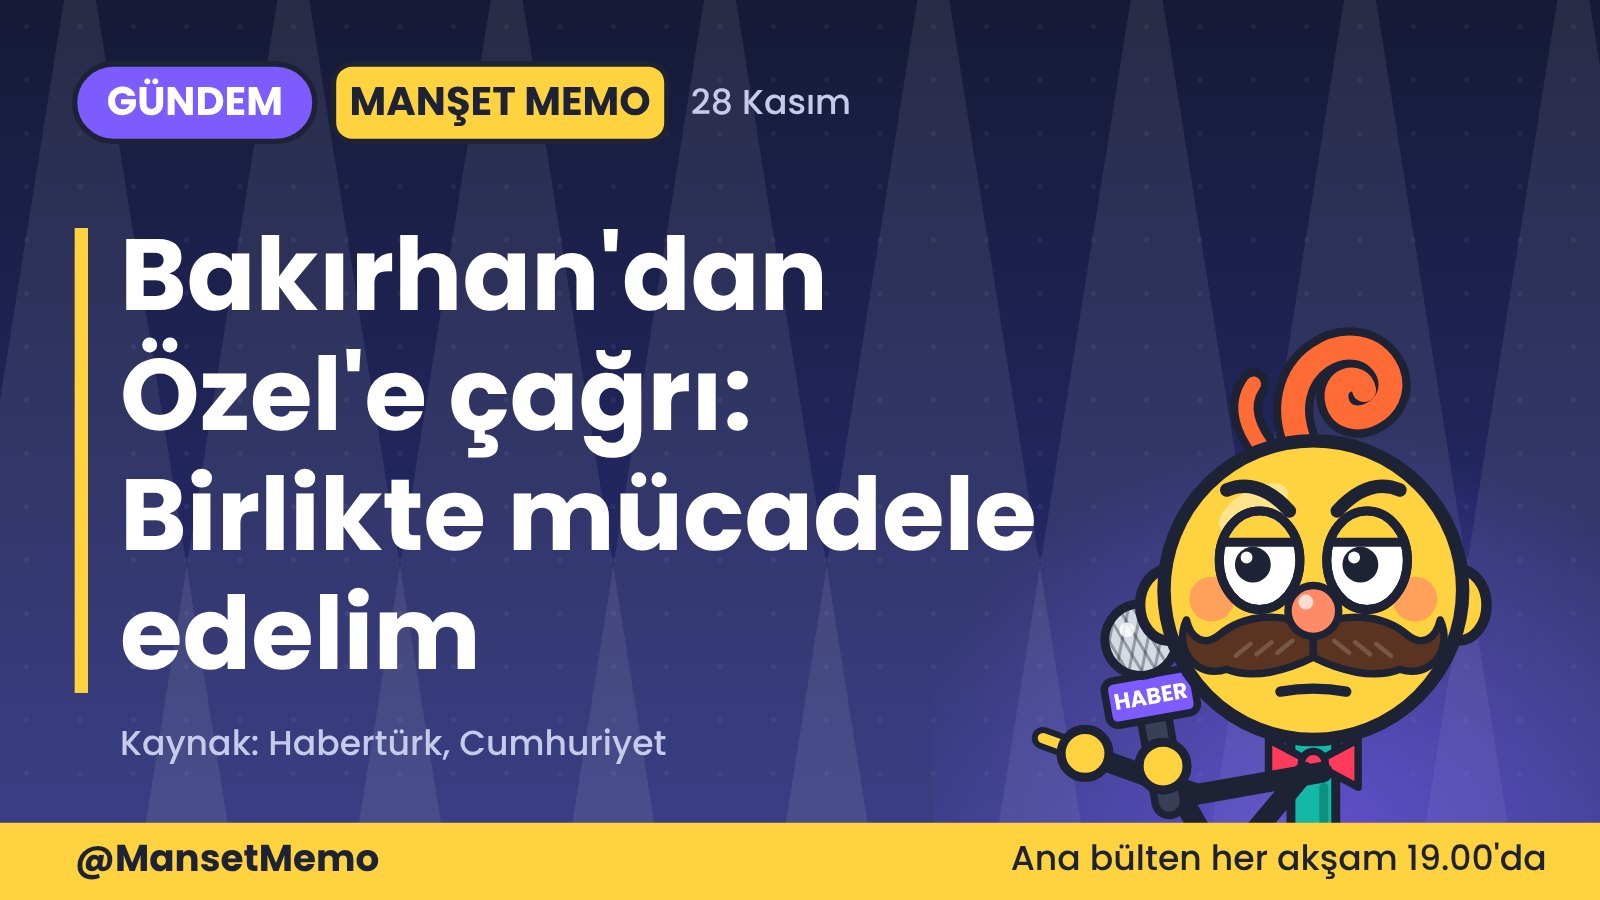 GÜNDEM MANŞET MEMO 28 Kasım
Bakırhan'dan
Özel'e çağrı:
Birlikte mücadele
edelim
Kaynak: Habertürk, Cumhuriyet
HABER
@MansetMemo Ana bülten her akşam 19.00'da